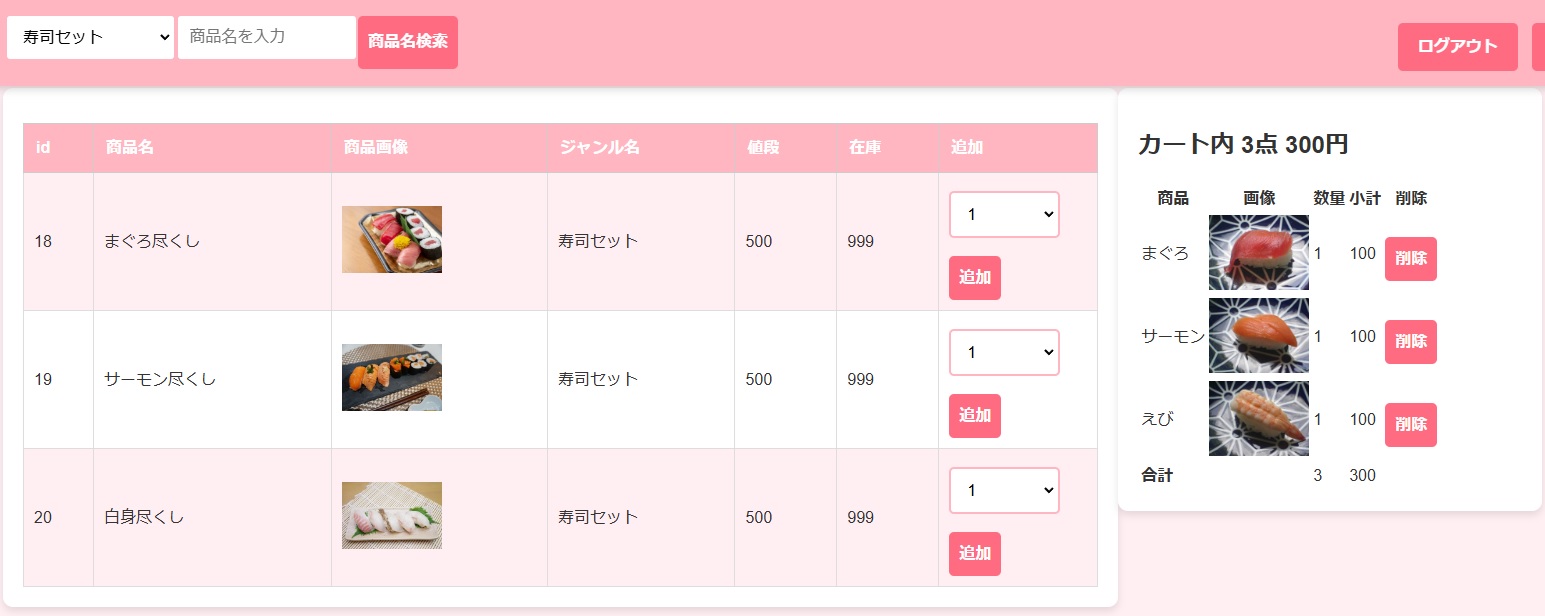 寿司セット 商品名を入力 商品名検索 ログアウト
id 商品名 商品画像 ジャンル名 値段 在庫 追加
18 まぐろ尽くし 寿司セット 500 999 1
追加
19 サーモン尽くし 寿司セット 500 999 1
追加
20 白身尽くし 寿司セット 500 999 1
追加
カート内 3点 300円
商品 画像 数量 小計 削除
まぐろ 1 100 削除
サーモン 1 100 削除
えび 1 100 削除
合計 3 300